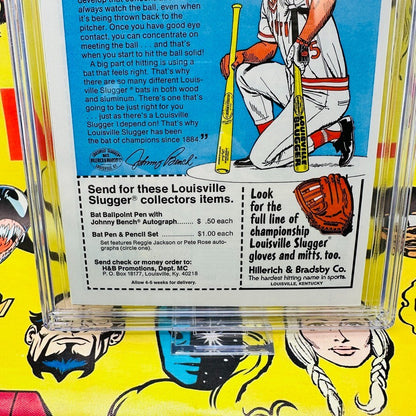 always watch the ball, even when
it's being thrown back to the
pitcher. Once you have good eye
contact, you can concentrate on
meeting the ball . . . and that's
when you start to hit the ball solid!
A big part of hitting is using a
bat that feels right. That's why
there are so many different Louis-
ville Slugger® bats in both wood
and aluminum. There's one that's
going to be just right for you
. . . just as there's a Louisville
Slugger I depend on! That's why
Louisville Slugger has been
the bat of champions since 1884."
Johnny Bench
5
Send for these Louisville
Slugger® collectors items.
Bat Ballpoint Pen with
Johnny Bench Autograph........ $ .50 each
Bat Pen & Pencil Set ........ $1.00 each
Set features Reggie Jackson or Pete Rose auto-
graphs (circle one).
Send check or money order to:
H&B Promotions, Dept. MC
P. O. Box 18177, Louisville, Ky. 40218
Allow 4-6 weeks for delivery.
Look
for the
full line of
championship
Louisville Slugger®
gloves and mitts, too.
Hillerich & Bradsby Co.
The hardest hitting name in sports.
LOUISVILLE, KENTUCKY